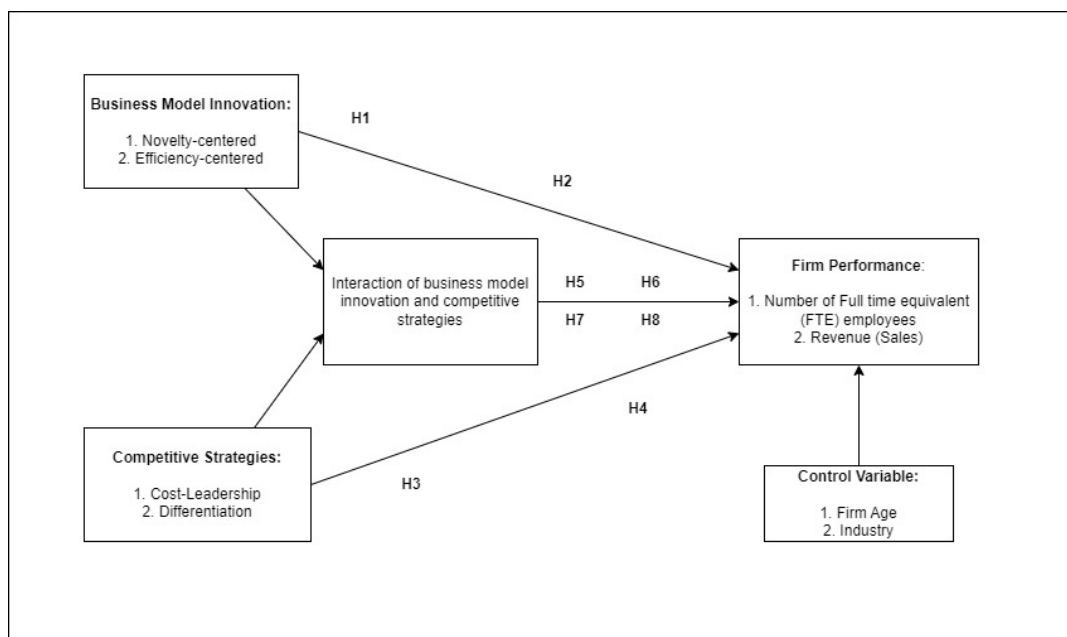 Business Model Innovation:
1. Novelty-centered
2. Efficiency-centered
H1
H2
Interaction of business model
innovation and competitive
strategies
H5 H6
H7 H8
Firm Performance:
1. Number of Full time equivalent
(FTE) employees
2. Revenue (Sales)
H4
Competitive Strategies:
1. Cost-Leadership
2. Differentiation
H3
Control Variable:
1. Firm Age
2. Industry